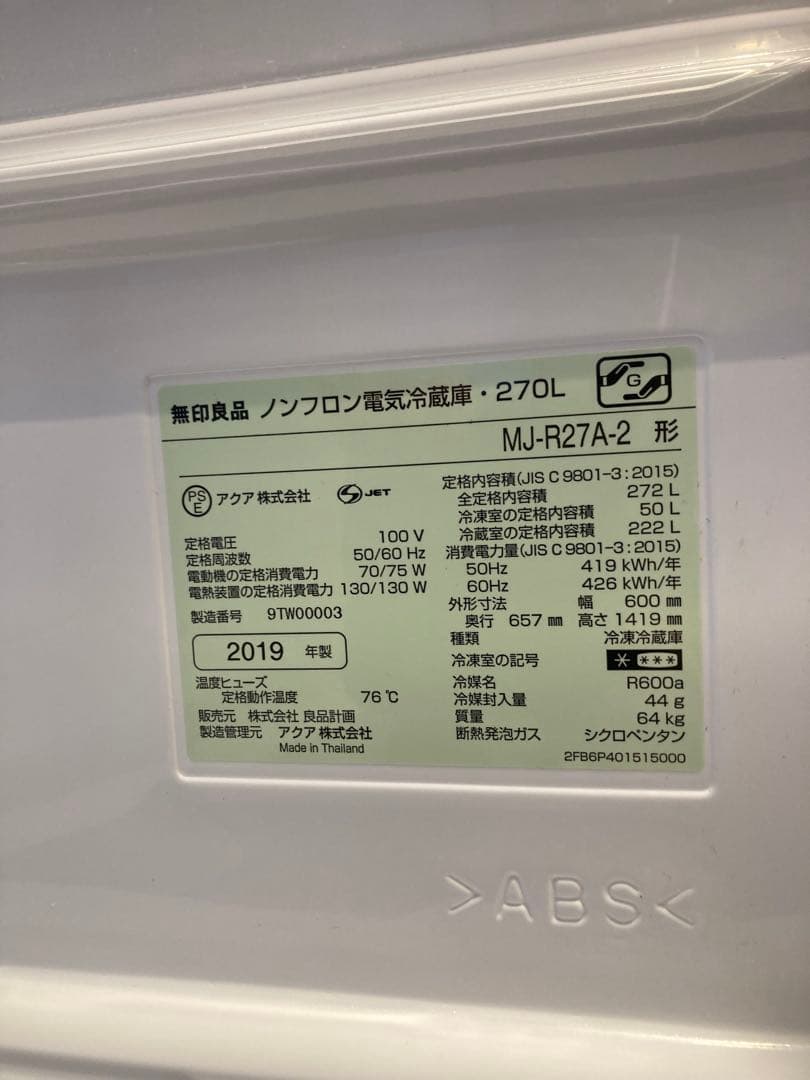 無印良品 ノンフロン電気冷蔵庫・270L G
MJ-R27A-2 形
PSE アクア株式会社 JET
定格電圧 100 V
定格周波数 50/60 Hz
電動機の定格消費電力 70/75 W
電熱装置の定格消費電力 130/130 W
製造番号 9TW00003
2019 年製
温度ヒューズ
定格動作温度 76℃
販売元 株式会社 良品計画
製造管理元 アクア株式会社
Made in Thailand
定格内容積(JIS C 9801-3:2015)
全定格内容積 272 L
冷凍室の定格内容積 50 L
冷蔵室の定格内容積 222 L
消費電力量(JIS C 9801-3:2015)
50Hz 419 kWh/年
60Hz 426 kWh/年
外形寸法 幅 600 ㎜
奥行 657 ㎜ 高さ 1419 ㎜
種類 冷凍冷蔵庫
冷凍室の記号 * ***
冷媒名 R600a
冷媒封入量 44 g
質量 64 kg
断熱発泡ガス シクロペンタン
2FB6P401515000
>ABS<